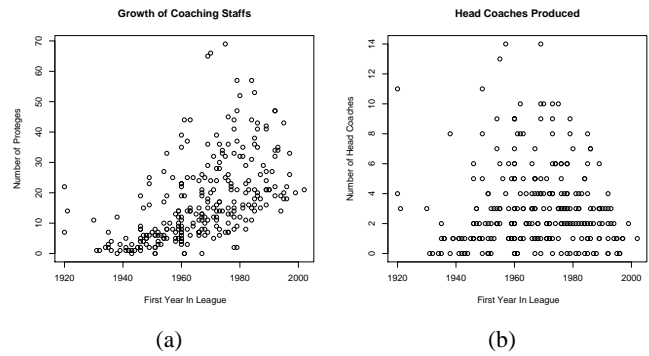 Growth of Coaching Staffs
Number of Proteges
70
60
50
40
30
20
10
0
1920 1940 1960 1980 2000
First Year In League
(a)
Head Coaches Produced
Number of Head Coaches
14
12
10
8
6
4
2
0
1920 1940 1960 1980 2000
First Year In League
(b)